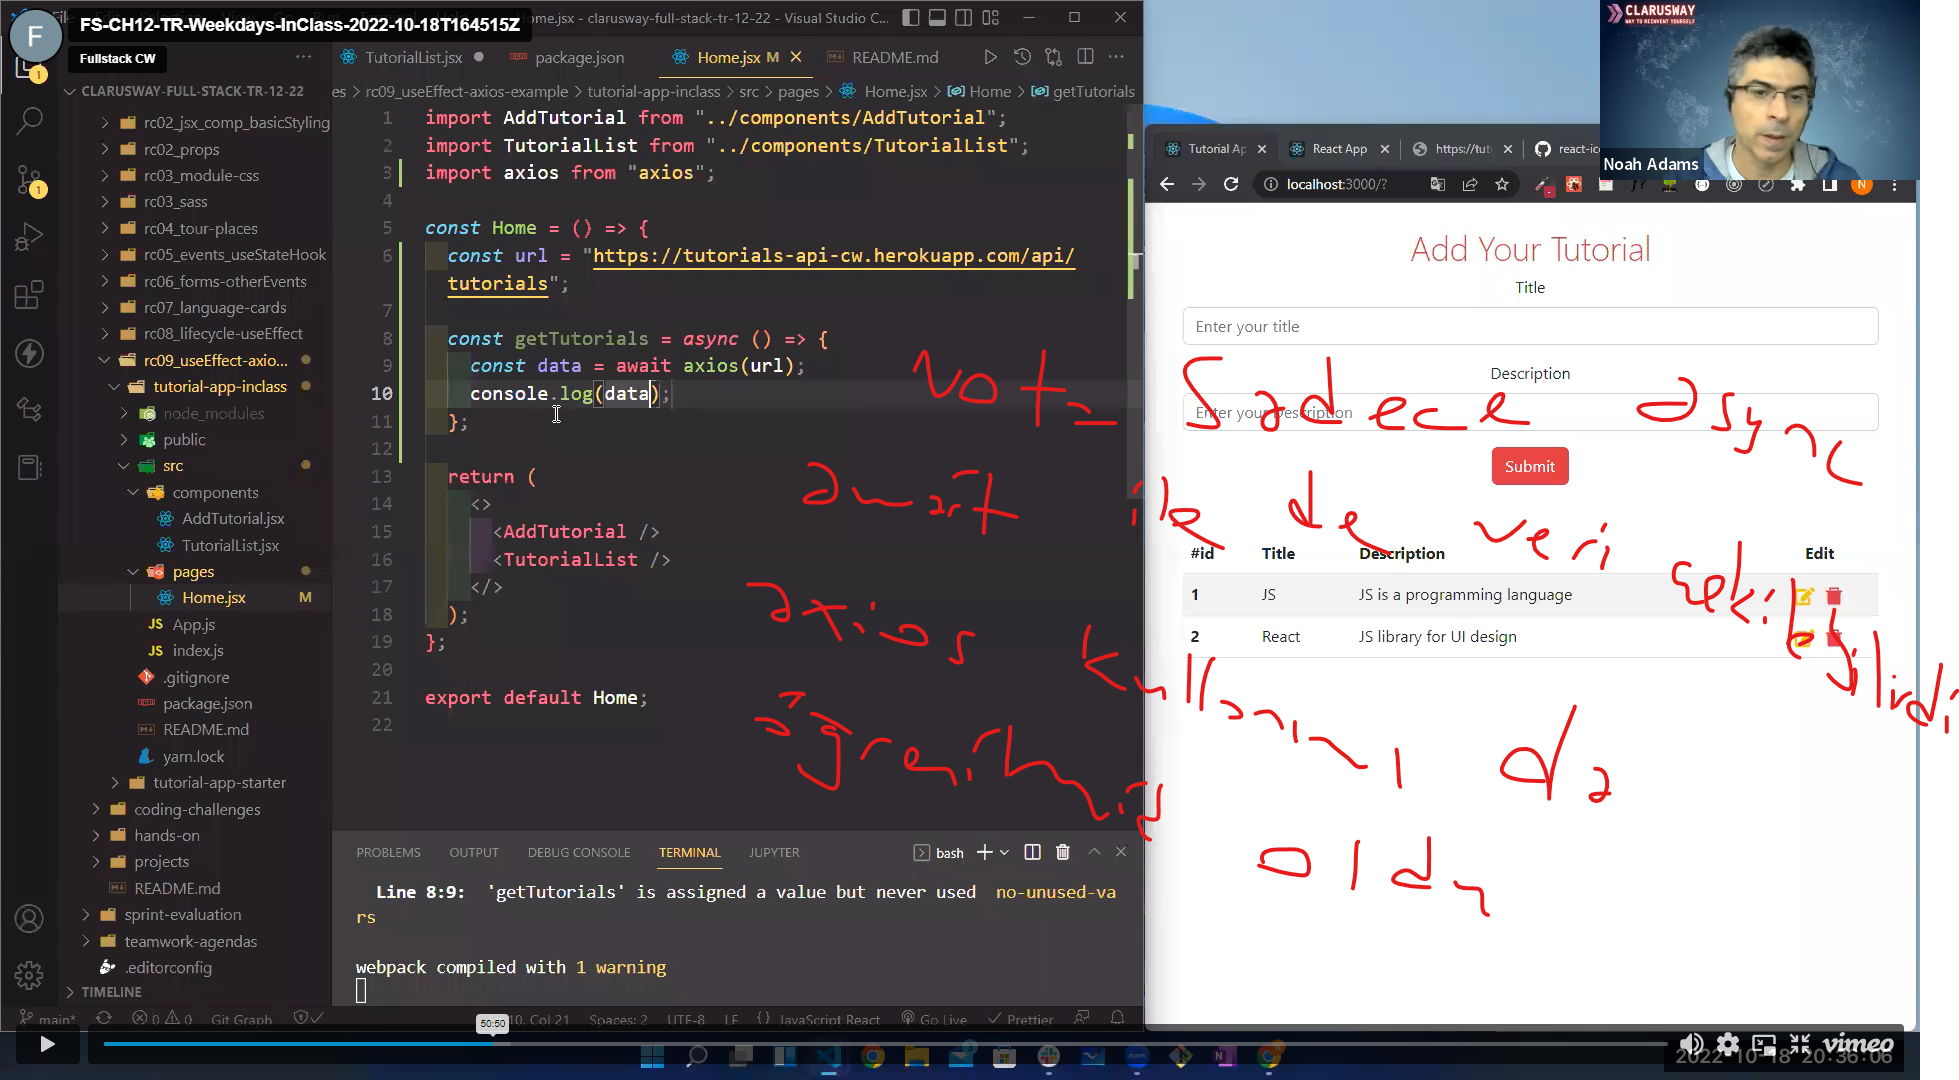 FS-CH12-TR-Weekdays-InClass-2022-10-18T164515Z
F
Fullstack CW
Home.jsx - clarusway-full-stack-tr-12-22 - Visual Studio C...
TutorialList.jsx
package.json
Home.jsx M
README.md
CLARUSWAY-FULL-STACK-TR-12-22
es > rc09_useEffect-axios-example > tutorial-app-inclass > src > pages > Home.jsx > Home > getTutorials
1
1
rc02_jsx_comp_basicStyling
rc02_props
rc03_module-css
rc03_sass
rc04_tour-places
rc05_events_useStateHook
rc06_forms-otherEvents
rc07_language-cards
rc08_lifecycle-useEffect
rc09_useEffect-axio...
tutorial-app-inclass
node_modules
public
src
components
AddTutorial.jsx
TutorialList.jsx
pages
Home.jsx M
App.js
index.js
.gitignore
package.json
README.md
yarn.lock
tutorial-app-starter
coding-challenges
hands-on
projects
README.md
sprint-evaluation
teamwork-agendas
.editorconfig
TIMELINE
1 import AddTutorial from "../components/AddTutorial";
2 import TutorialList from "../components/TutorialList";
3 import axios from "axios";
4
5 const Home = () => {
6 const url = "https://tutorials-api-cw.herokuapp.com/api/
tutorials";
7
8 const getTutorials = async () => {
9 const data = await axios(url);
10 console.log(data);
11 };
12
13 return (
14 <>
15 <AddTutorial />
16 <TutorialList />
17 </>
18 );
19 };
20
21 export default Home;
22
PROBLEMS OUTPUT DEBUG CONSOLE TERMINAL JUPYTER
bash
Line 8:9: 'getTutorials' is assigned a value but never used no-unused-va
rs
webpack compiled with 1 warning
main* 0 0 Git Graph
10, Col 21 Spaces: 2 UTF-8 LF {} JavaScript React Go Live Prettier
50:50
CLARUSWAY
WAY TO REINVENT YOURSELF
Noah Adams
Tutorial Ap
React App
https://tut
react-ic
localhost:3000/?
N
Add Your Tutorial
Title
Enter your title
Description
Enter your Description
Submit
#id Title Description Edit
1 JS JS is a programming language
2 React JS library for UI design
Not= Sadece async
await ile de veri çekilebilirdi
axios kullanımını da
öğrenmiş
oldu
vimeo
2022-10-18 20:36:06